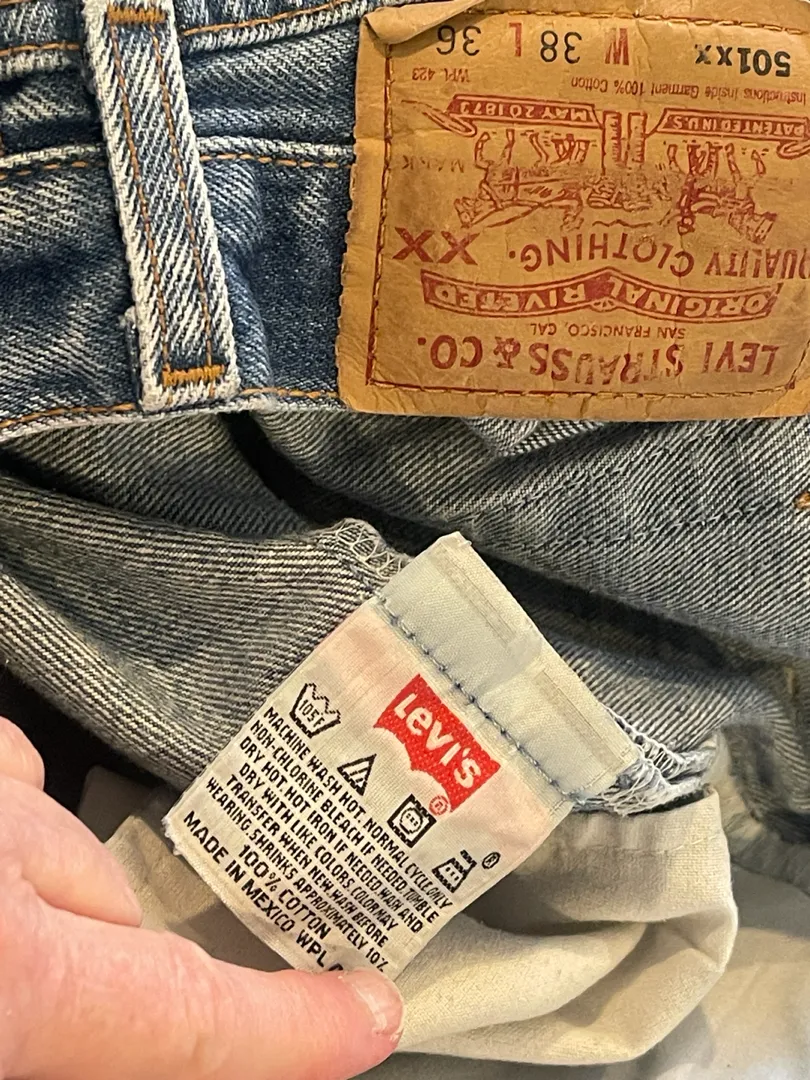 501XX W 38 L 36
WPL 423
Instructions Inside Garment 100% Cotton
PATENTED IN U.S. MAY 20 1873
MARK
QUALITY CLOTHING. XX
ORIGINAL RIVETED
SAN FRANCISCO, CAL
LEVI STRAUSS & CO.
Levi's ®
105F
®
MACHINE WASH HOT. NORMAL CYCLE ONLY
NON-CHLORINE BLEACH IF NEEDED. TUMBLE
DRY HOT. HOT IRON IF NEEDED. WASH AND
DRY WITH LIKE COLORS. COLOR MAY
TRANSFER WHEN NEW. WASH BEFORE
WEARING. SHRINKS APPROXIMATELY 10%
100% COTTON
MADE IN MEXICO WPL